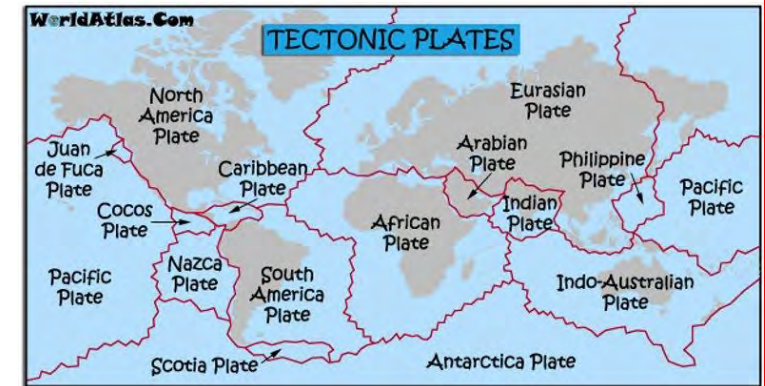 WorldAtlas.Com
TECTONIC PLATES
North
America
Plate
Eurasian
Plate
Juan
de Fuca
Plate
Caribbean
Plate
Arabian
Plate
Philippine
Plate
Pacific
Plate
Cocos
Plate
African
Plate
Indian
Plate
Pacific
Plate
Nazca
Plate
South
America
Plate
Indo-Australian
Plate
Scotia Plate
Antarctica Plate